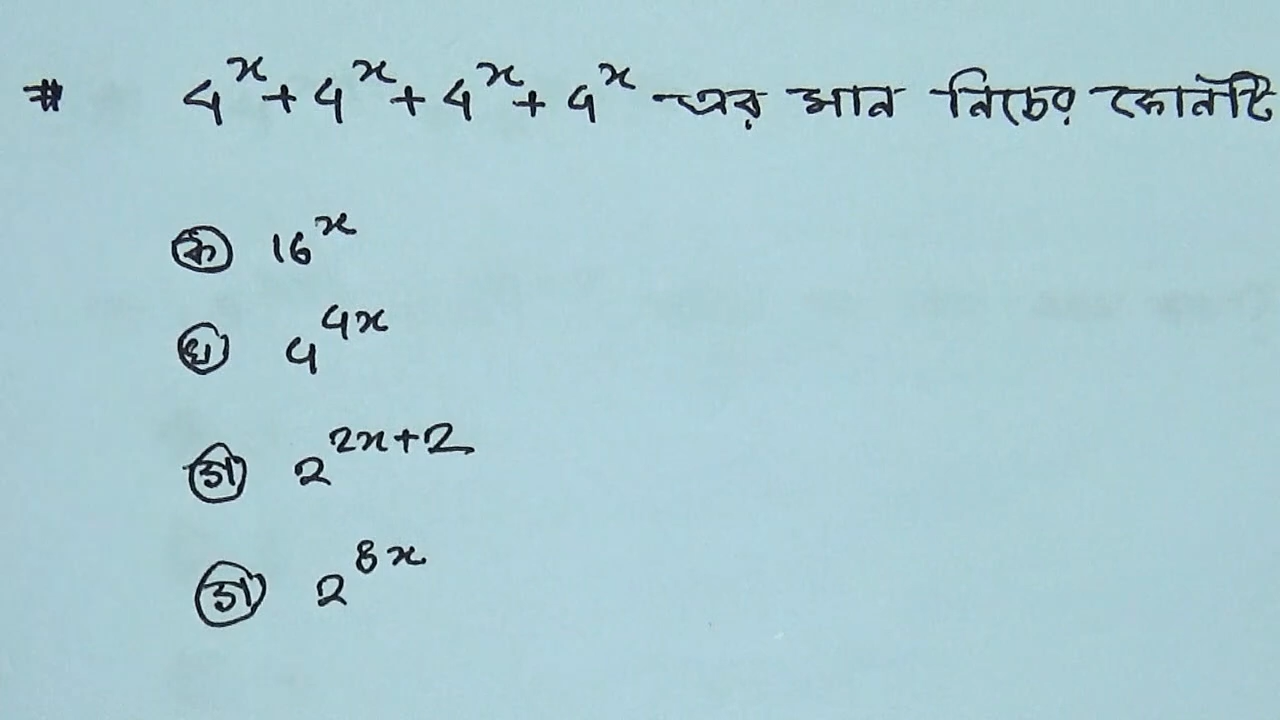 # 4^x + 4^x + 4^x + 4^x -এর মান নিচের কোনটি
ক 16^x
খ 4^{4x}
গ 2^{2x+2}
গ 2^{8x}